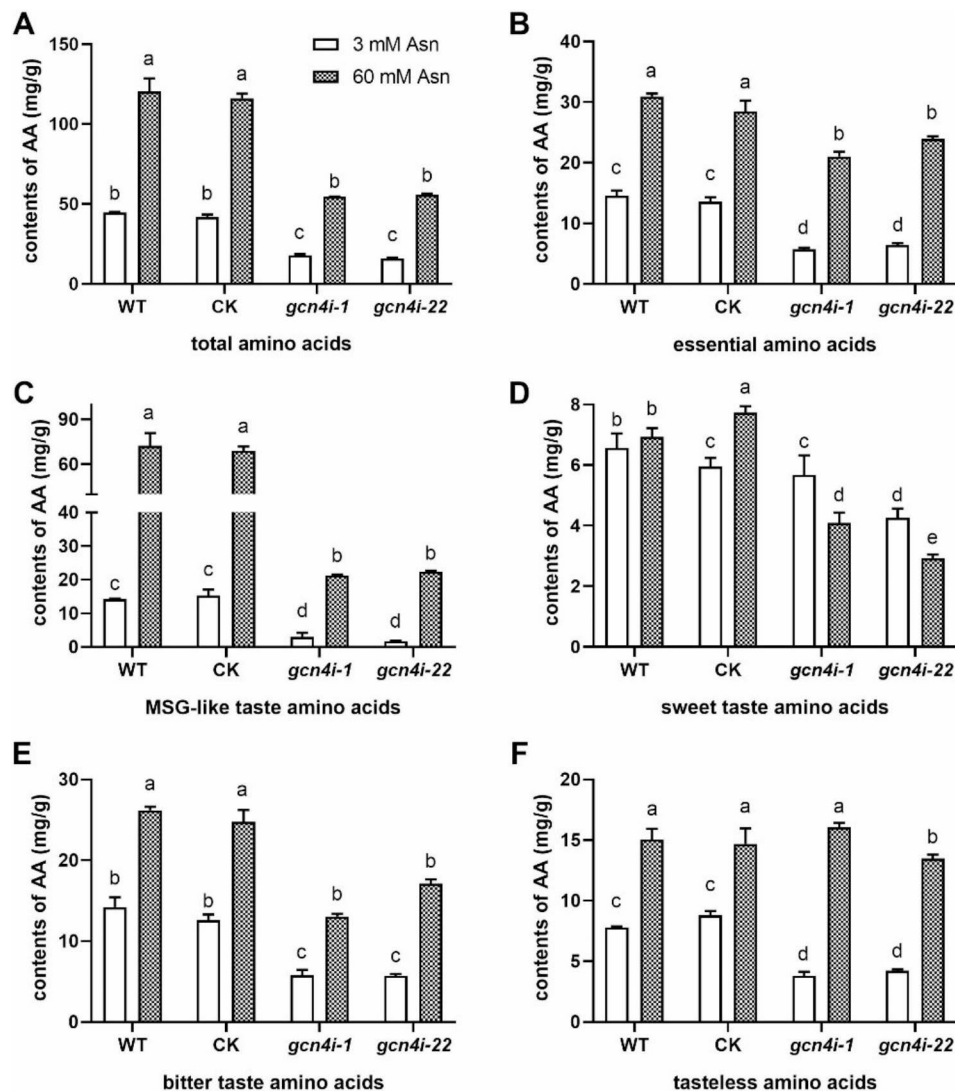 A
contents of AA (mg/g)
150
100
50
0
3 mM Asn
60 mM Asn
b a b a c b c b
WT CK gcn4i-1 gcn4i-22
total amino acids
B
contents of AA (mg/g)
40
30
20
10
0
c a c a d b d b
WT CK gcn4i-1 gcn4i-22
essential amino acids
C
contents of AA (mg/g)
90
60
40
30
20
10
0
c a c a d b d b
WT CK gcn4i-1 gcn4i-22
MSG-like taste amino acids
D
contents of AA (mg/g)
8
6
4
2
0
b b c a c d d e
WT CK gcn4i-1 gcn4i-22
sweet taste amino acids
E
contents of AA (mg/g)
30
20
10
0
b a b a c b c b
WT CK gcn4i-1 gcn4i-22
bitter taste amino acids
F
contents of AA (mg/g)
20
15
10
5
0
c a c a d a d b
WT CK gcn4i-1 gcn4i-22
tasteless amino acids